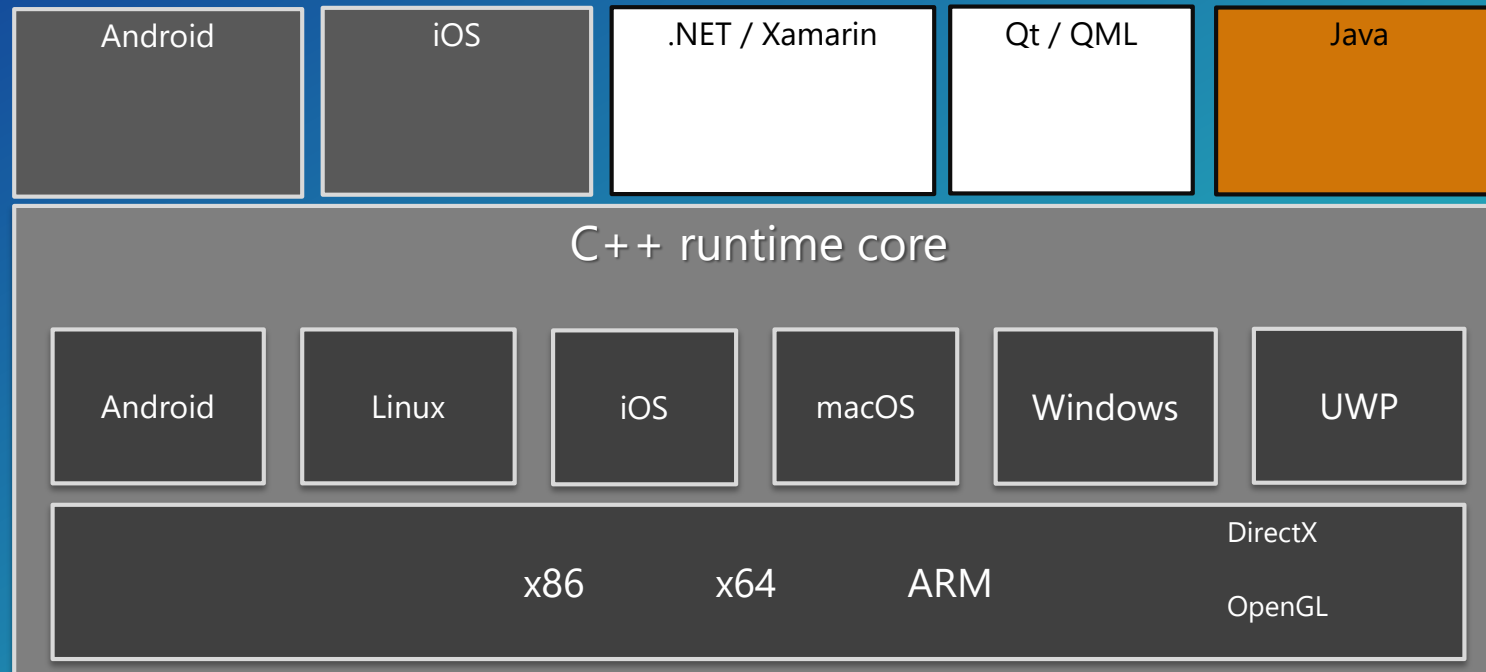 Android
iOS
.NET / Xamarin
Qt / QML
Java
C++ runtime core
Android
Linux
iOS
macOS
Windows
UWP
DirectX
x86
x64
ARM
OpenGL